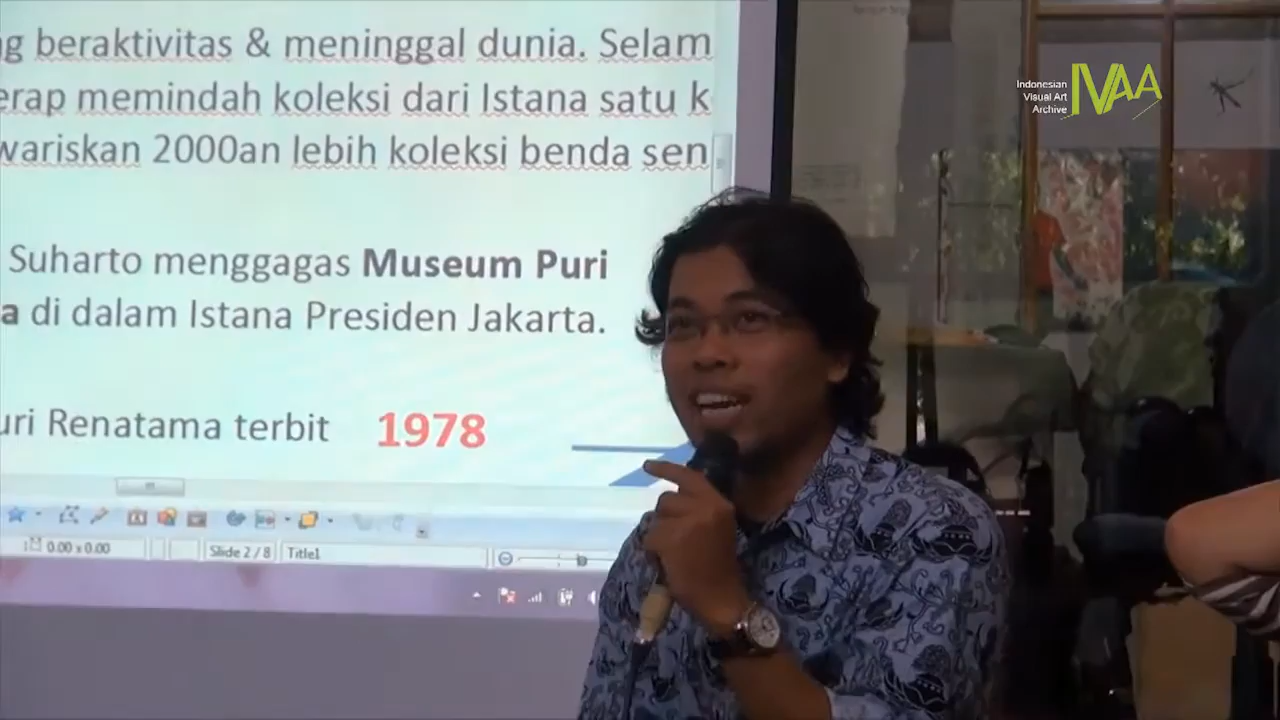 g beraktivitas & meninggal dunia. Selam
erap memindah koleksi dari Istana satu k
wariskan 2000an lebih koleksi benda sen
Suharto menggagas Museum Puri
a di dalam Istana Presiden Jakarta.
uri Renatama terbit 1978
0.00 x 0.00 Slide 2 / 8 Title1
Indonesian
Visual Art
Archive
IVAA